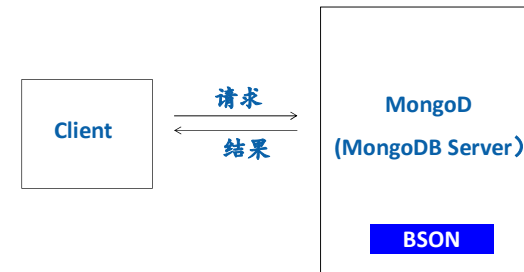 请求
Client
结果
MongoD
(MongoDB Server）
BSON